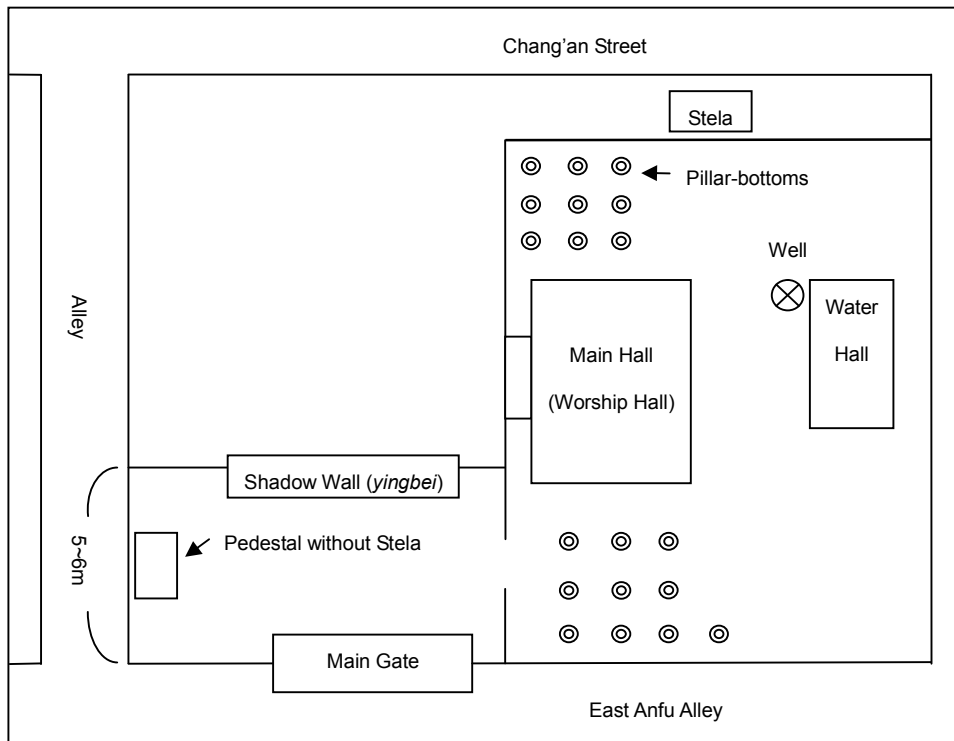 Chang’an Street
Stela
Pillar-bottoms
Well
Water
Hall
Alley
Main Hall
(Worship Hall)
Shadow Wall (yingbei)
Pedestal without Stela
5~6m
Main Gate
East Anfu Alley